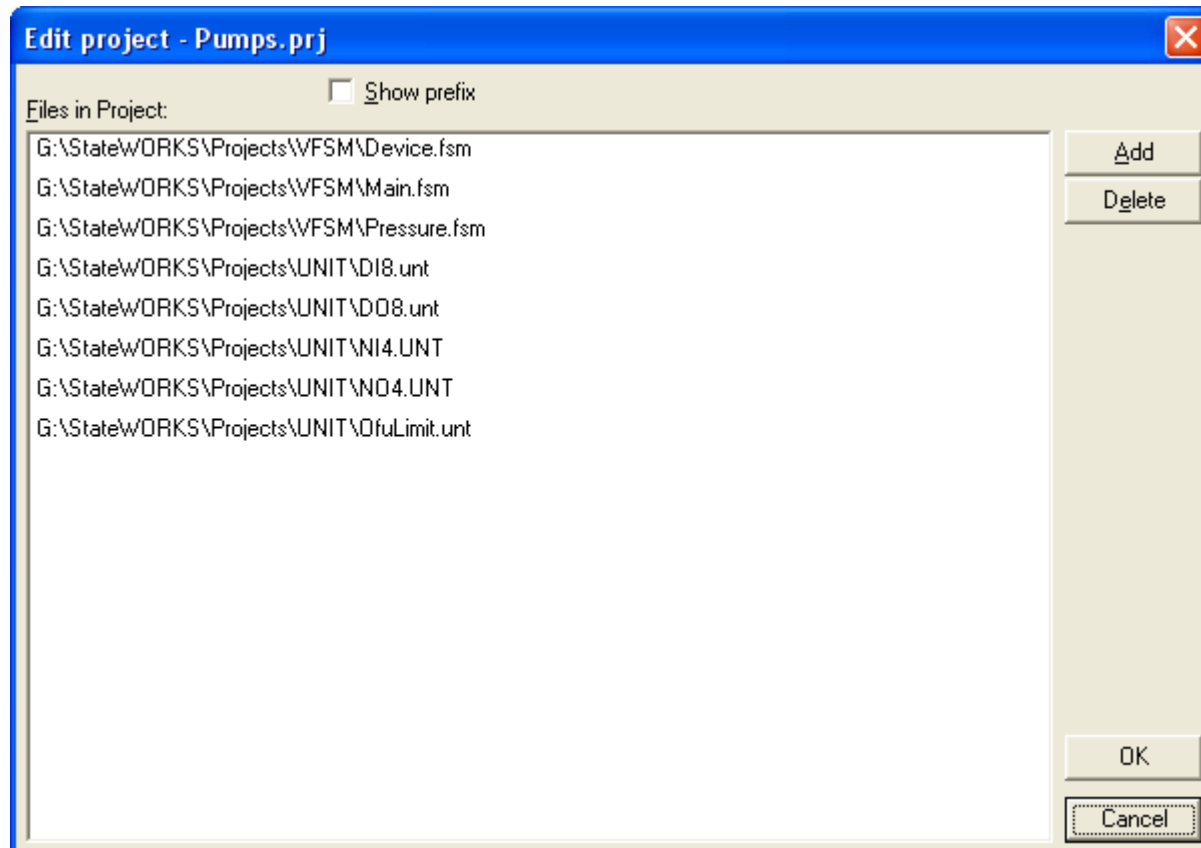 Edit project - Pumps.prj
Show prefix
Files in Project:
G:\StateWORKS\Projects\VFSM\Device.fsm
G:\StateWORKS\Projects\VFSM\Main.fsm
G:\StateWORKS\Projects\VFSM\Pressure.fsm
G:\StateWORKS\Projects\UNIT\DI8.unt
G:\StateWORKS\Projects\UNIT\DO8.unt
G:\StateWORKS\Projects\UNIT\NI4.UNT
G:\StateWORKS\Projects\UNIT\NO4.UNT
G:\StateWORKS\Projects\UNIT\OfuLimit.unt
Add
Delete
OK
Cancel